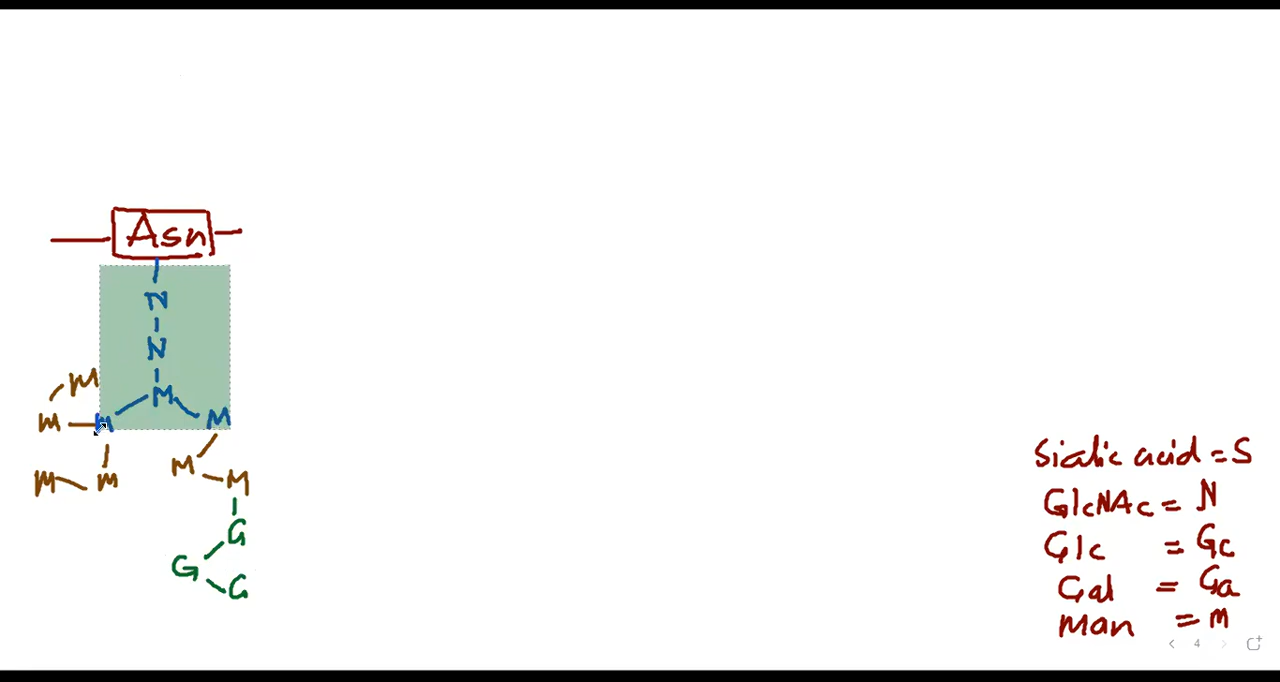 Asn
N
N
M
M
M M M
M M M M
G
G G
Sialic acid = S
GlcNAc = N
Glc = Gc
Gal = Ga
Man = M
4